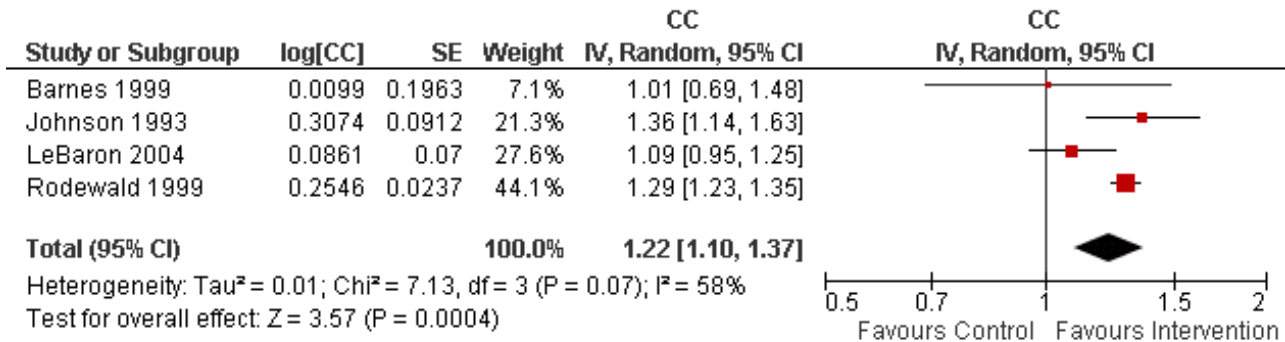 CC CC
Study or Subgroup log[CC] SE Weight IV, Random, 95% CI IV, Random, 95% CI
Barnes 1999 0.0099 0.1963 7.1% 1.01 [0.69, 1.48]
Johnson 1993 0.3074 0.0912 21.3% 1.36 [1.14, 1.63]
LeBaron 2004 0.0861 0.07 27.6% 1.09 [0.95, 1.25]
Rodewald 1999 0.2546 0.0237 44.1% 1.29 [1.23, 1.35]
Total (95% CI) 100.0% 1.22 [1.10, 1.37]
Heterogeneity: Tau² = 0.01; Chi² = 7.13, df = 3 (P = 0.07); I² = 58%
Test for overall effect: Z = 3.57 (P = 0.0004)
0.5 0.7 1 1.5 2
Favours Control Favours Intervention